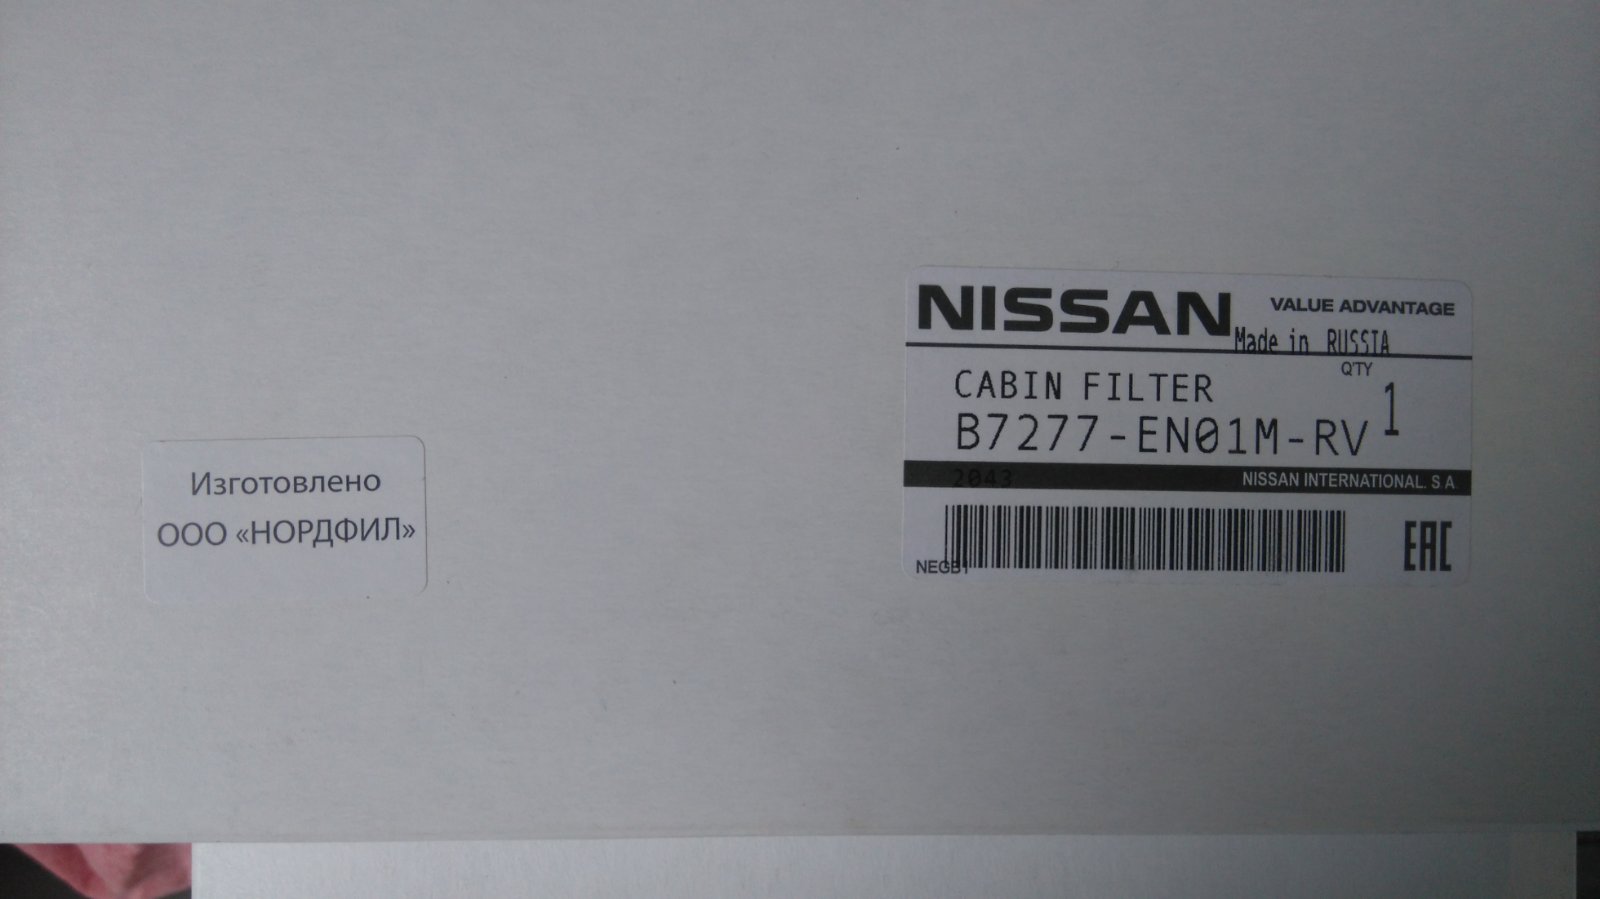 NISSAN VALUE ADVANTAGE
Made in RUSSIA
Q'TY
CABIN FILTER
1
B7277-EN01M-RV
2043 NISSAN INTERNATIONAL. S A
NEGB1
EAC
Изготовлено
ООО «НОРДФИЛ»